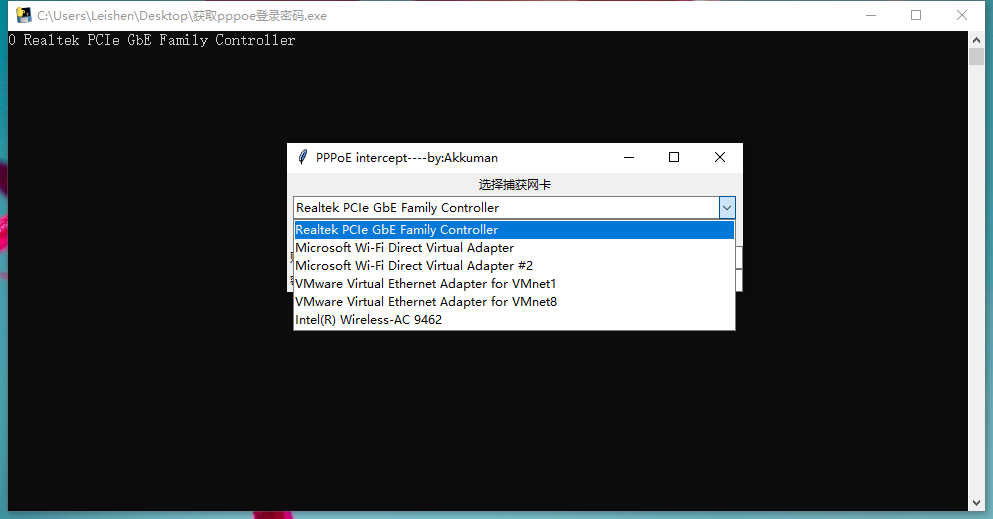 C:\Users\Leishen\Desktop\获取pppoe登录密码.exe
0 Realtek PCIe GbE Family Controller
PPPoE intercept----by:Akkuman
选择捕获网卡
Realtek PCIe GbE Family Controller
Realtek PCIe GbE Family Controller
Microsoft Wi-Fi Direct Virtual Adapter
Microsoft Wi-Fi Direct Virtual Adapter #2
VMware Virtual Ethernet Adapter for VMnet1
VMware Virtual Ethernet Adapter for VMnet8
Intel(R) Wireless-AC 9462